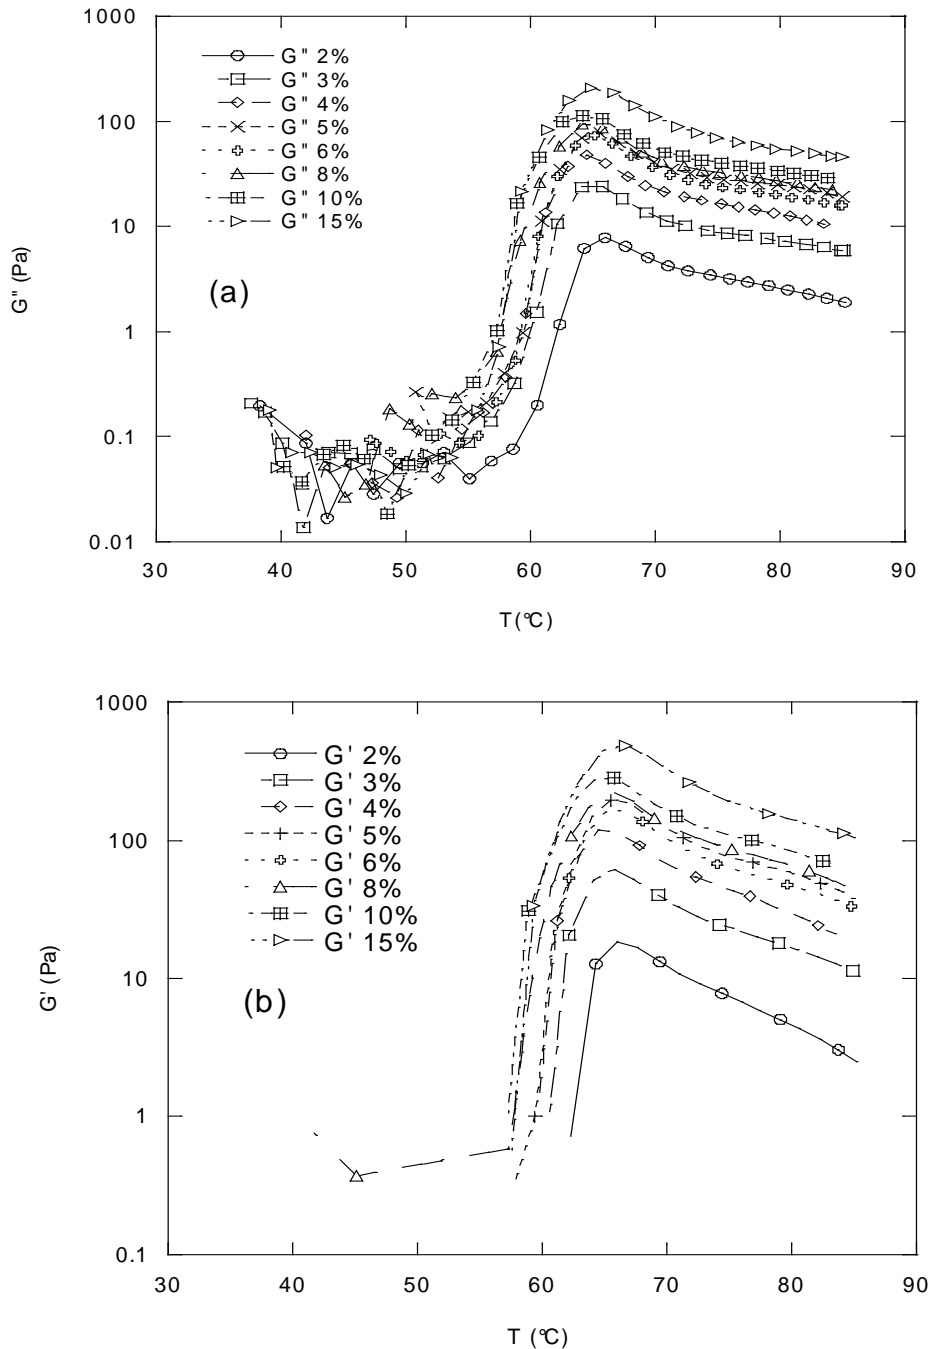 1000
100
10
1
0.1
0.01
G" (Pa)
G" 2%
G" 3%
G" 4%
G" 5%
G" 6%
G" 8%
G" 10%
G" 15%
(a)
30 40 50 60 70 80 90
T(°C)
1000
100
10
1
0.1
G' (Pa)
G' 2%
G' 3%
G' 4%
G' 5%
G' 6%
G' 8%
G' 10%
G' 15%
(b)
30 40 50 60 70 80 90
T (°C)